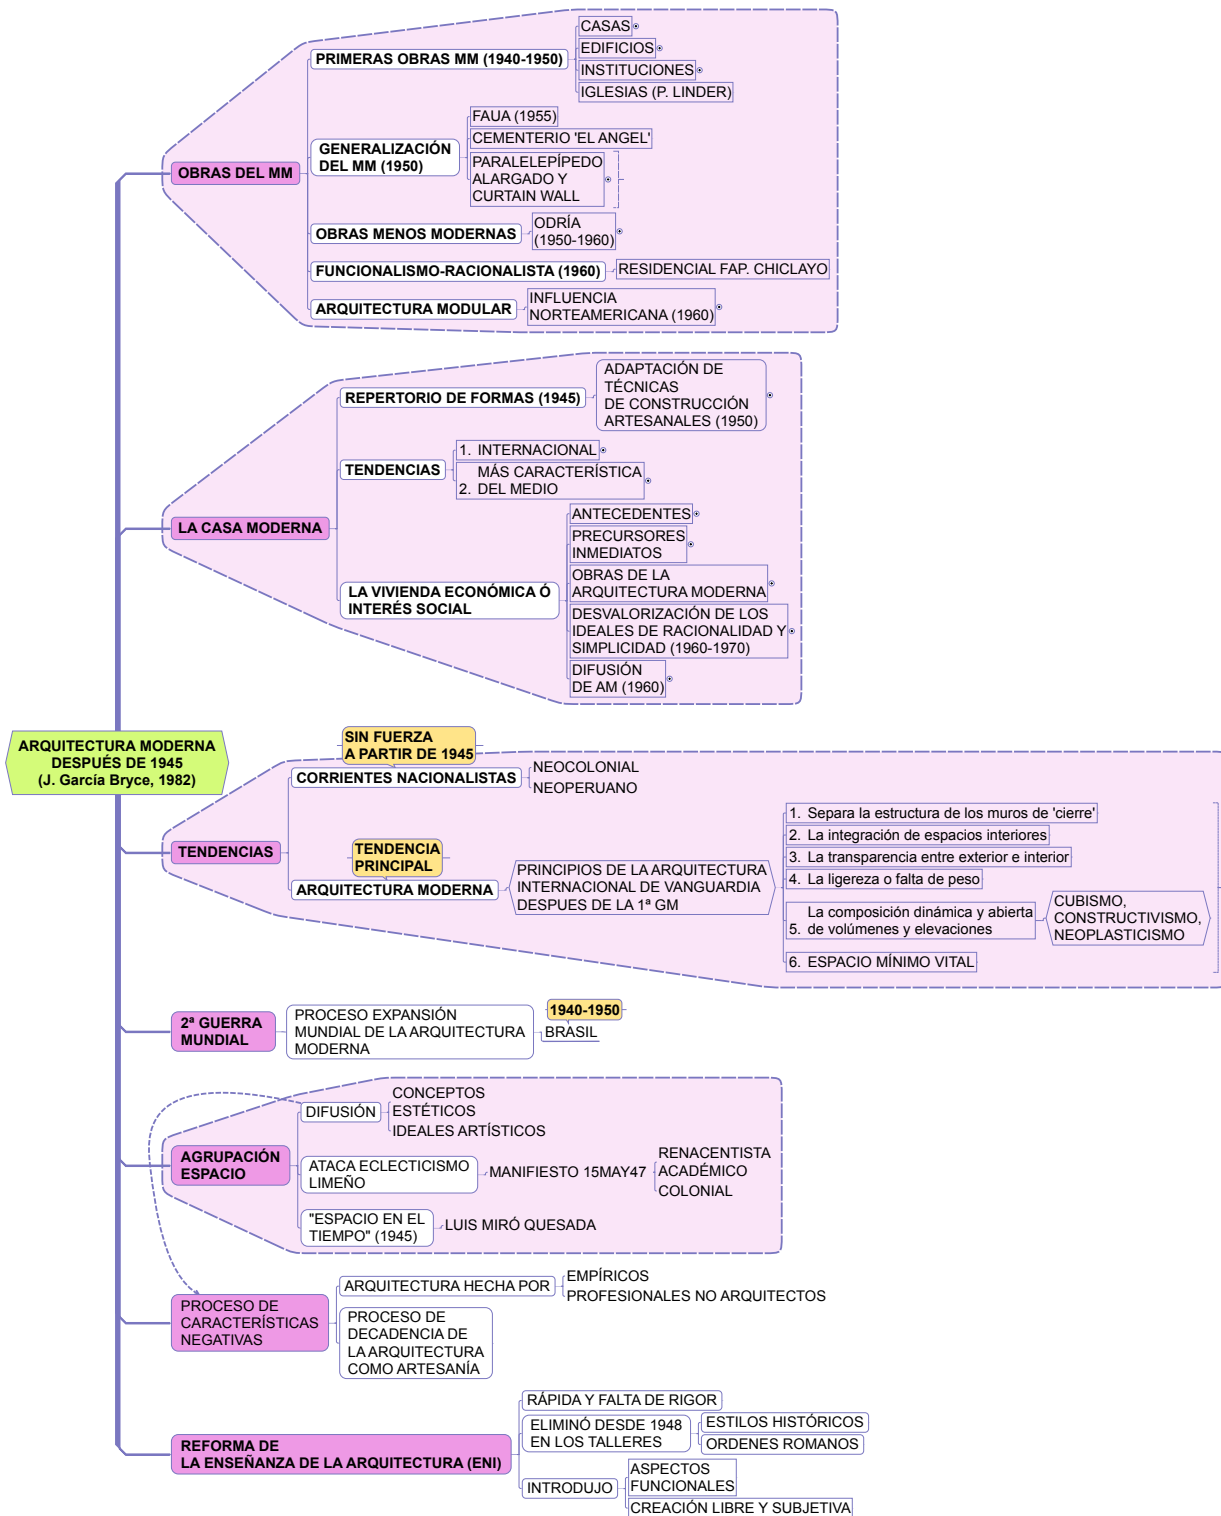 CASAS
EDIFICIOS
PRIMERAS OBRAS MM (1940-1950)
INSTITUCIONES
IGLESIAS (P. LINDER)
FAUA (1955)
CEMENTERIO 'EL ANGEL'
GENERALIZACIÓN
DEL MM (1950)
PARALELEPÍPEDO
ALARGADO Y
CURTAIN WALL
OBRAS DEL MM
OBRAS MENOS MODERNAS
ODRÍA
(1950-1960)
FUNCIONALISMO-RACIONALISTA (1960)
RESIDENCIAL FAP. CHICLAYO
ARQUITECTURA MODULAR
INFLUENCIA
NORTEAMERICANA (1960)
REPERTORIO DE FORMAS (1945)
ADAPTACIÓN DE
TÉCNICAS
DE CONSTRUCCIÓN
ARTESANALES (1950)
TENDENCIAS
1. INTERNACIONAL
MÁS CARACTERÍSTICA
2. DEL MEDIO
LA CASA MODERNA
LA VIVIENDA ECONÓMICA Ó
INTERÉS SOCIAL
ANTECEDENTES
PRECURSORES
INMEDIATOS
OBRAS DE LA
ARQUITECTURA MODERNA
DESVALORIZACIÓN DE LOS
IDEALES DE RACIONALIDAD Y
SIMPLICIDAD (1960-1970)
DIFUSIÓN
DE AM (1960)
ARQUITECTURA MODERNA
DESPUÉS DE 1945
(J. García Bryce, 1982)
SIN FUERZA
A PARTIR DE 1945
CORRIENTES NACIONALISTAS
NEOCOLONIAL
NEOPERUANO
TENDENCIAS
TENDENCIA
PRINCIPAL
ARQUITECTURA MODERNA
PRINCIPIOS DE LA ARQUITECTURA
INTERNACIONAL DE VANGUARDIA
DESPUES DE LA 1ª GM
1. Separa la estructura de los muros de 'cierre'
2. La integración de espacios interiores
3. La transparencia entre exterior e interior
4. La ligereza o falta de peso
La composición dinámica y abierta
5. de volúmenes y elevaciones
CUBISMO,
CONSTRUCTIVISMO,
NEOPLASTICISMO
6. ESPACIO MÍNIMO VITAL
2ª GUERRA
MUNDIAL
PROCESO EXPANSIÓN
MUNDIAL DE LA ARQUITECTURA
MODERNA
1940-1950
BRASIL
AGRUPACIÓN
ESPACIO
DIFUSIÓN
CONCEPTOS
ESTÉTICOS
IDEALES ARTÍSTICOS
ATACA ECLECTICISMO
LIMEÑO
MANIFIESTO 15MAY47
RENACENTISTA
ACADÉMICO
COLONIAL
"ESPACIO EN EL
TIEMPO" (1945)
LUIS MIRÓ QUESADA
PROCESO DE
CARACTERÍSTICAS
NEGATIVAS
ARQUITECTURA HECHA POR
EMPÍRICOS
PROFESIONALES NO ARQUITECTOS
PROCESO DE
DECADENCIA DE
LA ARQUITECTURA
COMO ARTESANÍA
REFORMA DE
LA ENSEÑANZA DE LA ARQUITECTURA (ENI)
RÁPIDA Y FALTA DE RIGOR
ELIMINÓ DESDE 1948
EN LOS TALLERES
ESTILOS HISTÓRICOS
ORDENES ROMANOS
INTRODUJO
ASPECTOS
FUNCIONALES
CREACIÓN LIBRE Y SUBJETIVA